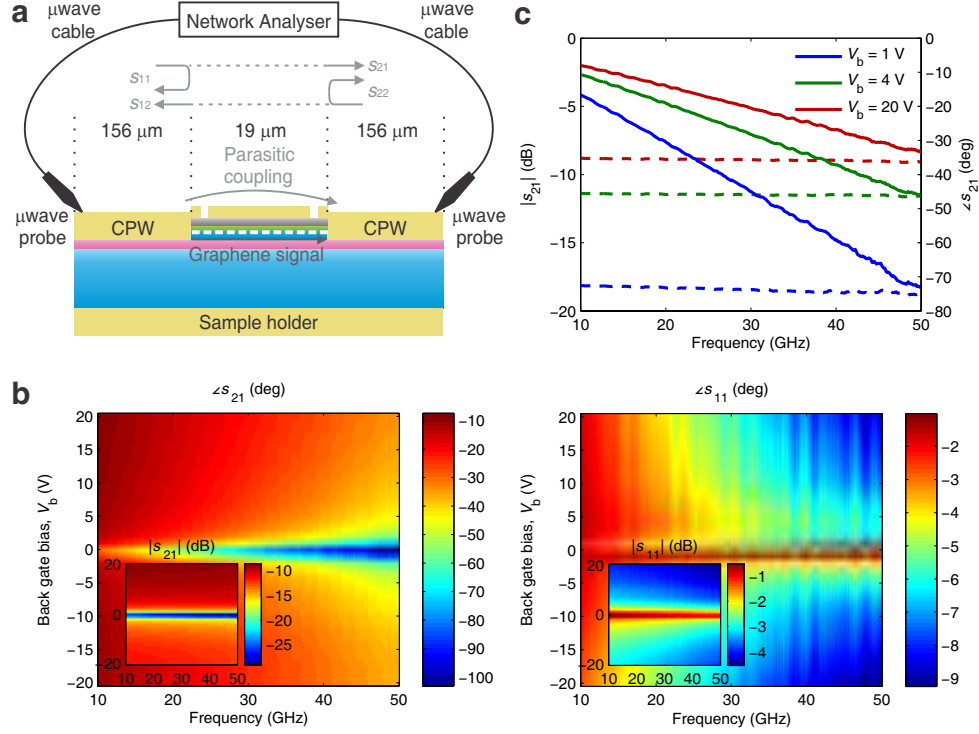 a
μwave
cable
Network Analyser
μwave
cable
s11
s21
s12
s22
156 μm
19 μm
156 μm
Parasitic
coupling
μwave
probe
CPW
CPW
μwave
probe
Graphene signal
Sample holder
c
0
−5
−10
−15
−20
|s21| (dB)
Vb = 1 V
Vb = 4 V
Vb = 20 V
0
−10
−20
−30
−40
−50
−60
−70
−80
∠s21 (deg)
10
20
30
40
50
Frequency (GHz)
b
∠s21 (deg)
20
15
10
5
0
−5
−10
−15
−20
Back gate bias, Vb (V)
|s21| (dB)
20
0
20
10 20 30 50
−10
−15
−20
−25
10
20
30
40
50
Frequency (GHz)
−10
−20
−30
−40
−50
−60
−70
−80
−90
−100
∠s11 (deg)
20
15
10
5
0
−5
−10
−15
−20
Back gate bias, Vb (V)
|s11| (dB)
20
0
20
10 20 30 50
−1
−2
−3
−4
10
20
30
40
50
Frequency (GHz)
−2
−3
−4
−5
−6
−7
−8
−9